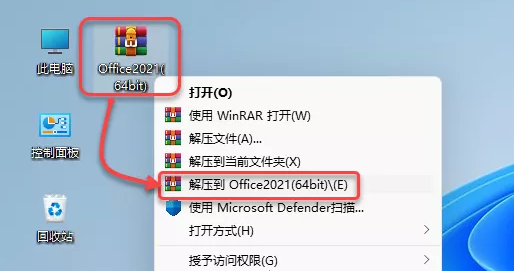 此电脑
Office2021(
64bit)
控制面板
回收站
打开(O)
使用 WinRAR 打开(W)
解压文件(A)...
解压到当前文件夹(X)
解压到 Office2021(64bit)\(E)
使用 Microsoft Defender扫描...
打开方式(H)
授予访问权限(G)